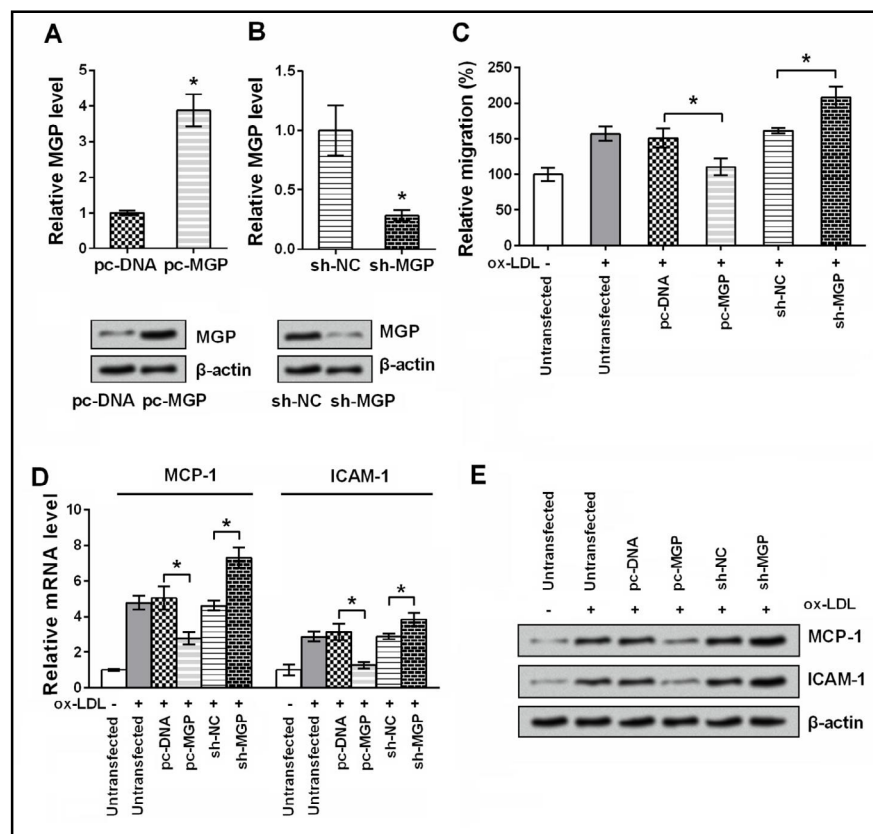 A
Relative MGP level
5
4
3
2
1
0
*
pc-DNA pc-MGP
MGP
β-actin
pc-DNA pc-MGP
B
Relative MGP level
1.5
1.0
0.5
0.0
*
sh-NC sh-MGP
MGP
β-actin
sh-NC sh-MGP
C
Relative migration (%)
250
200
150
100
50
0
*
*
ox-LDL - + + + + +
Untransfected
Untransfected
pc-DNA
pc-MGP
sh-NC
sh-MGP
D
MCP-1
ICAM-1
Relative mRNA level
10
8
6
4
2
0
*
*
*
*
ox-LDL - + + + + + - + + + + +
Untransfected
Untransfected
pc-DNA
pc-MGP
sh-NC
sh-MGP
Untransfected
Untransfected
pc-DNA
pc-MGP
sh-NC
sh-MGP
E
Untransfected
Untransfected
pc-DNA
pc-MGP
sh-NC
sh-MGP
- + + + + + ox-LDL
MCP-1
ICAM-1
β-actin